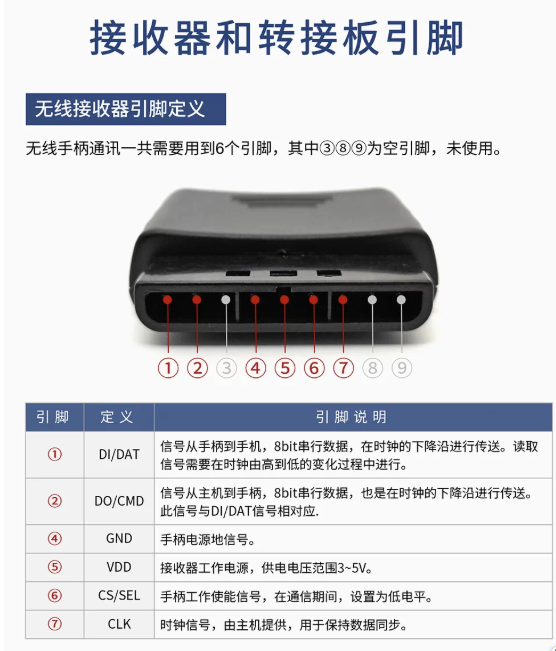 接收器和转接板引脚
无线接收器引脚定义
无线手柄通讯一共需要用到6个引脚，其中③⑧⑨为空引脚，未使用。
① ② ③ ④ ⑤ ⑥ ⑦ ⑧ ⑨
引脚 定义 引脚说明
① DI/DAT 信号从手柄到手机，8bit串行数据，在时钟的下降沿进行传送。读取
信号需要在时钟由高到低的变化过程中进行。
② DO/CMD 信号从主机到手柄，8bit串行数据，也是在时钟的下降沿进行传送。
此信号与DI/DAT信号相对应.
④ GND 手柄电源地信号。
⑤ VDD 接收器工作电源，供电电压范围3~5V。
⑥ CS/SEL 手柄工作使能信号，在通信期间，设置为低电平。
⑦ CLK 时钟信号，由主机提供，用于保持数据同步。